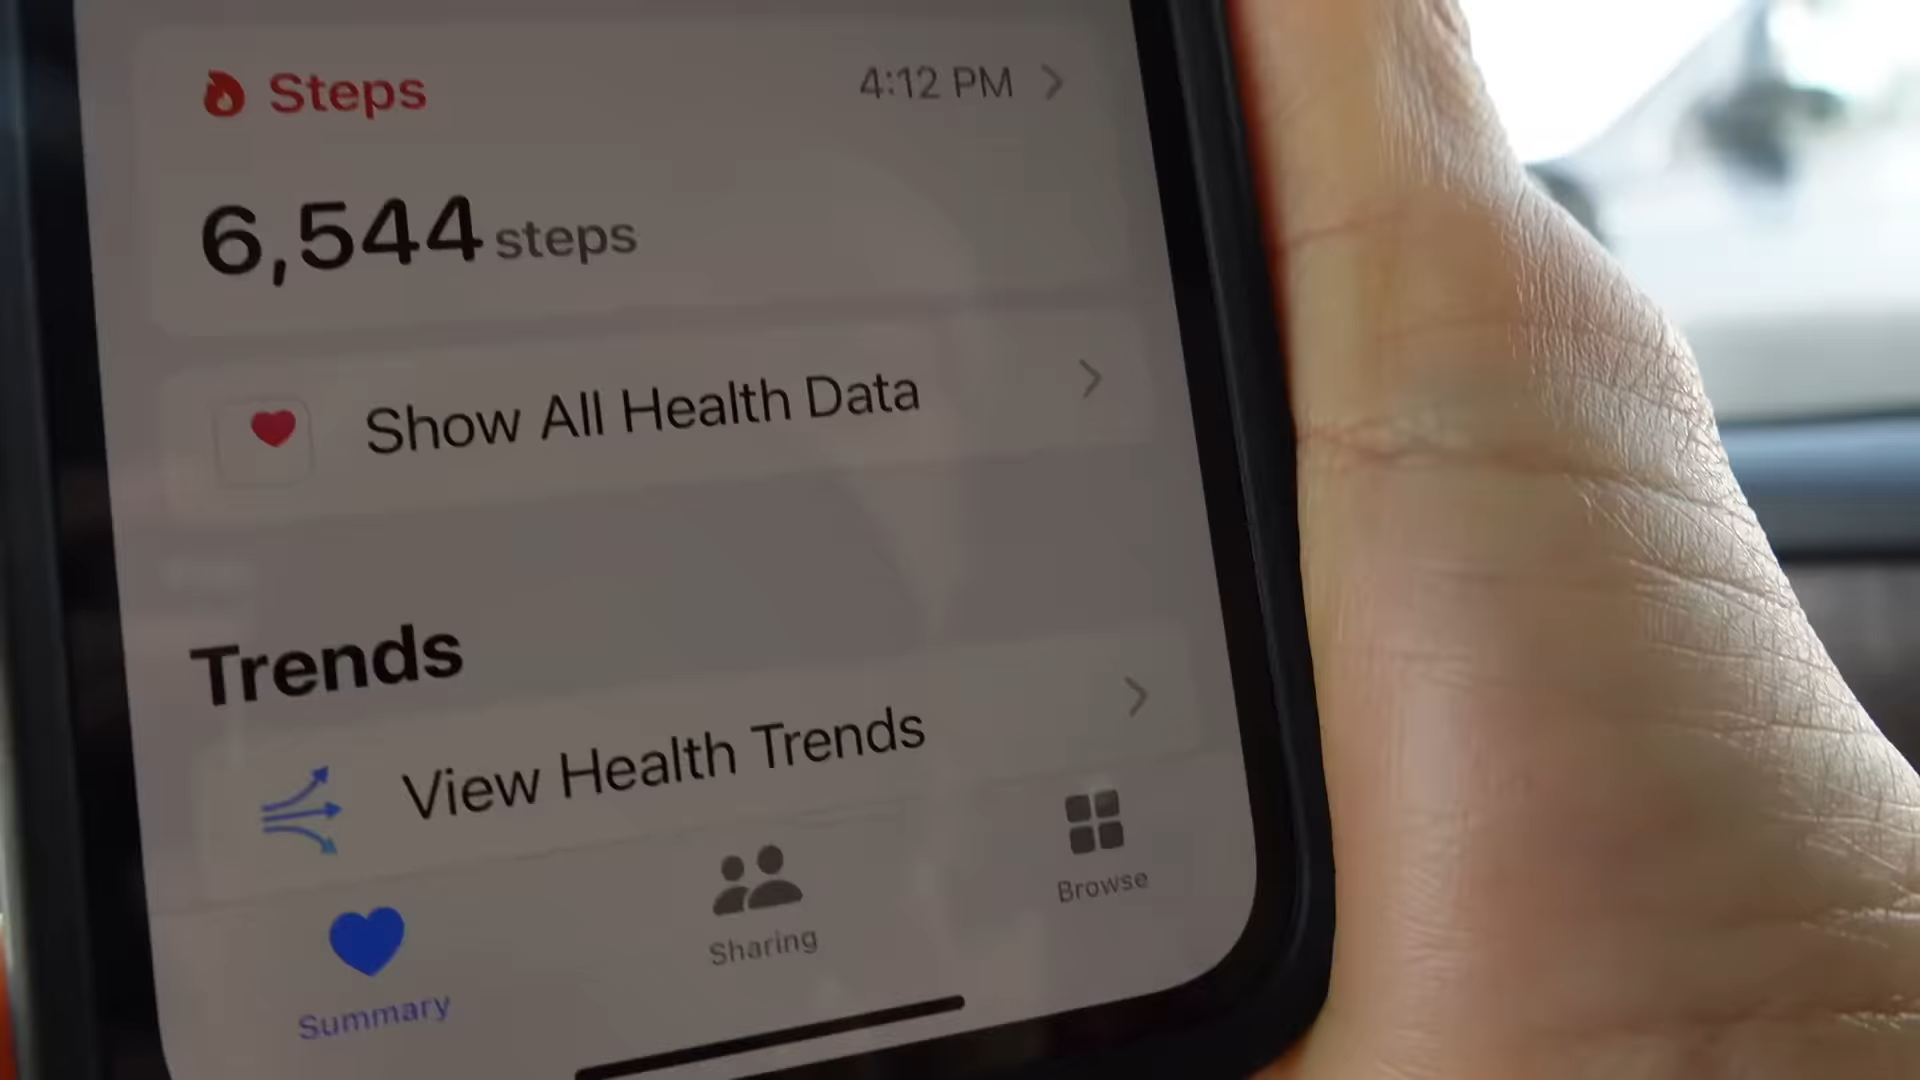 Steps 4:12 PM
6,544 steps
Show All Health Data
Trends
View Health Trends
Summary Sharing Browse